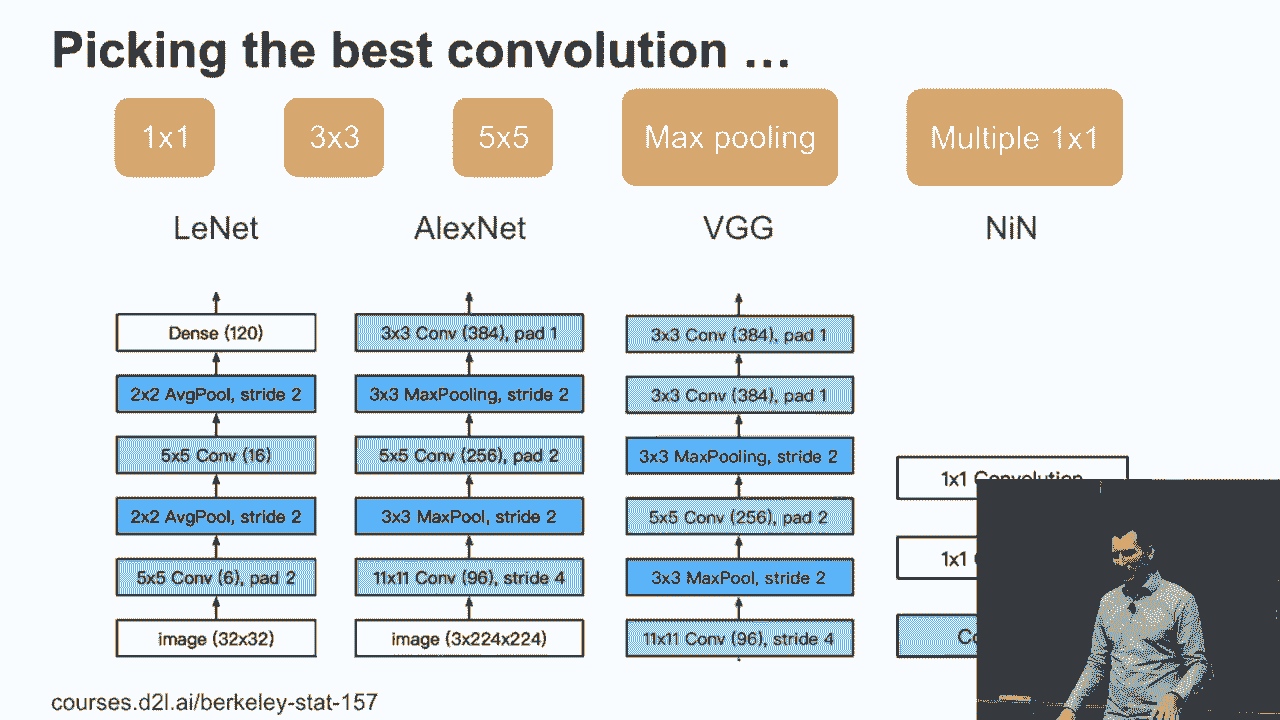 Picking the best convolution ...
1x1
3x3
5x5
Max pooling
Multiple 1x1
LeNet
AlexNet
VGG
NiN
Dense (120)
2x2 AvgPool, stride 2
5x5 Conv (16)
2x2 AvgPool, stride 2
5x5 Conv (6), pad 2
image (32x32)
3x3 Conv (384), pad 1
3x3 MaxPooling, stride 2
5x5 Conv (256), pad 2
3x3 MaxPool, stride 2
11x11 Conv (96), stride 4
image (3x224x224)
3x3 Conv (384), pad 1
3x3 Conv (384), pad 1
3x3 MaxPooling, stride 2
5x5 Conv (256), pad 2
3x3 MaxPool, stride 2
11x11 Conv (96), stride 4
1x1 Convolution
1x1
courses.d2l.ai/berkeley-stat-157